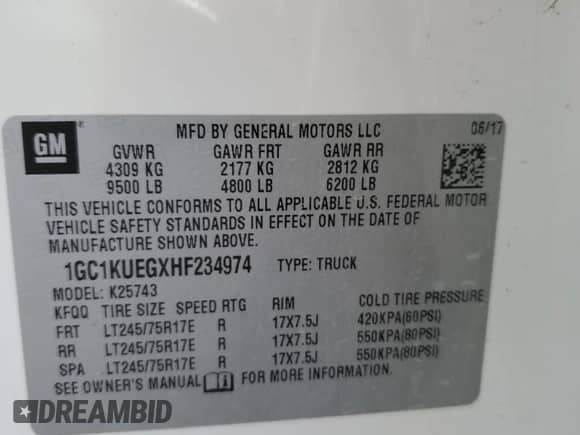 GM ® MFD BY GENERAL MOTORS LLC 06/17
GVWR GAWR FRT GAWR RR
4309 KG 2177 KG 2812 KG
9500 LB 4800 LB 6200 LB
THIS VEHICLE CONFORMS TO ALL APPLICABLE U.S. FEDERAL MOTOR
VEHICLE SAFETY STANDARDS IN EFFECT ON THE DATE OF
MANUFACTURE SHOWN ABOVE.
1GC1KUEGXHF234974 TYPE: TRUCK
MODEL: K25743
KFQQ TIRE SIZE SPEED RTG RIM COLD TIRE PRESSURE
FRT LT245/75R17E R 17X7.5J 420KPA(60PSI)
RR LT245/75R17E R 17X7.5J 550KPA(80PSI)
SPA LT245/75R17E R 17X7.5J 550KPA(80PSI)
SEE OWNER'S MANUAL FOR MORE INFORMATION.
DREAMBID